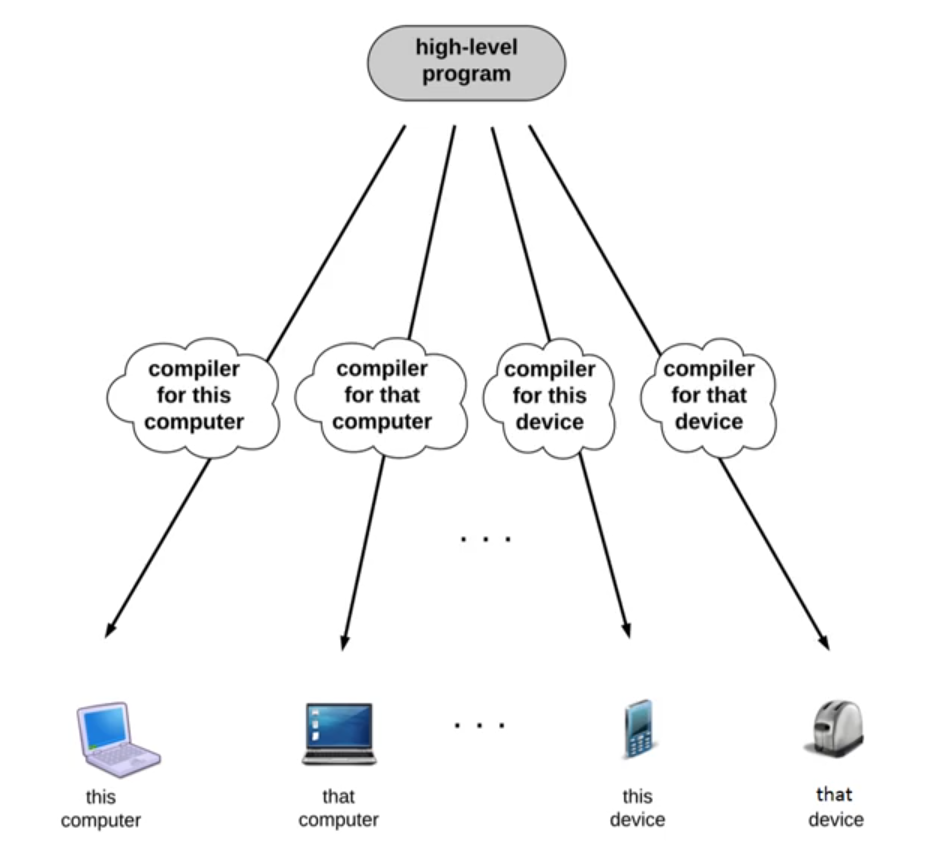 high-level
program
compiler
for this
computer
compiler
for that
computer
compiler
for this
device
compiler
for that
device
. . .
. . .
this
computer
that
computer
this
device
that
device